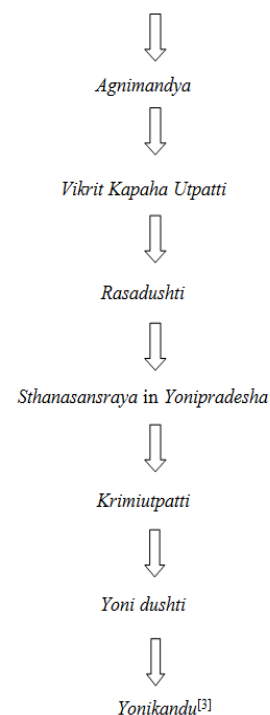 Agnimandya
Vikrit Kapaha Utpatti
Rasadushti
Sthanasansraya in Yonipradesha
Krimiutpatti
Yoni dushti
Yonikandu[3]